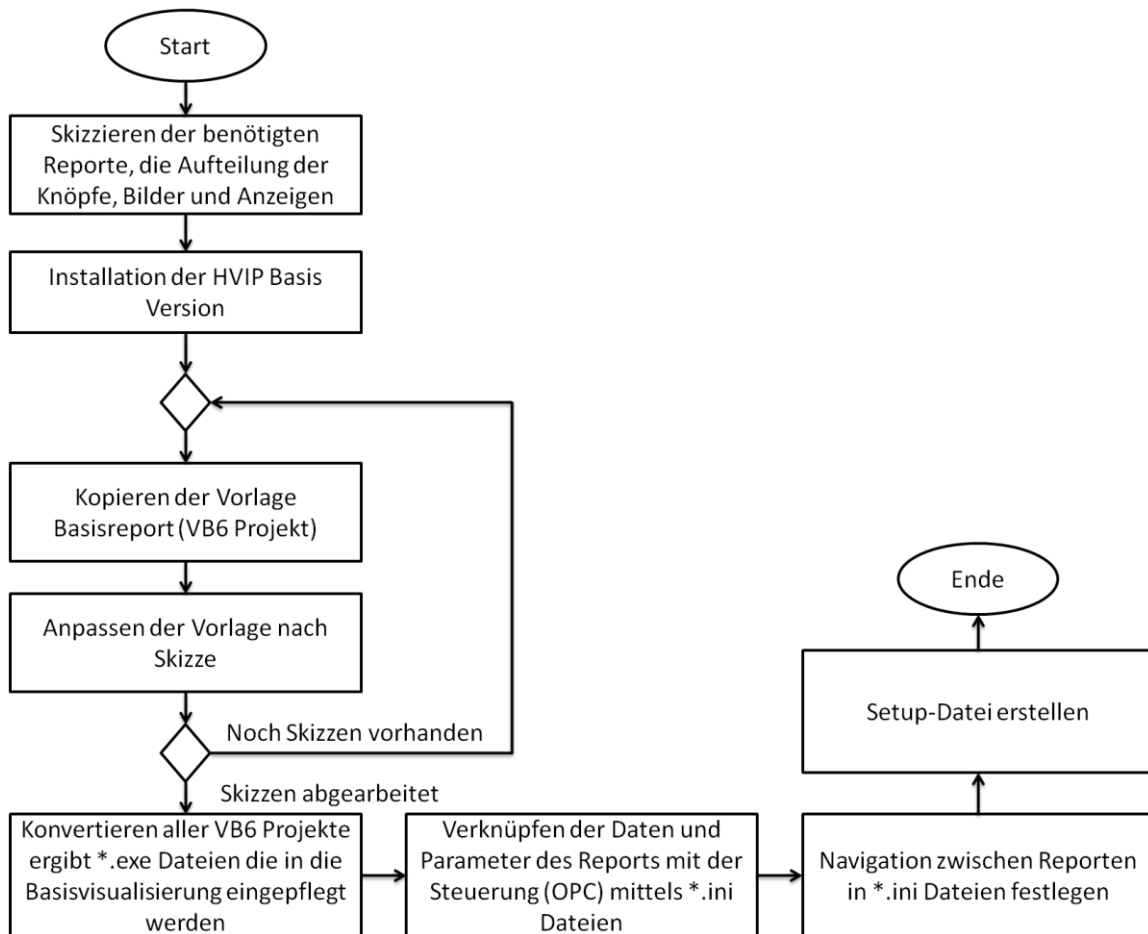 Start
Skizzieren der benötigten
Reporte, die Aufteilung der
Knöpfe, Bilder und Anzeigen
Installation der HVIP Basis
Version
Kopieren der Vorlage
Basisreport (VB6 Projekt)
Anpassen der Vorlage nach
Skizze
Noch Skizzen vorhanden
Skizzen abgearbeitet
Konvertieren aller VB6 Projekte
ergibt *.exe Dateien die in die
Basisvisualisierung eingepflegt
werden
Verknüpfen der Daten und
Parameter des Reports mit der
Steuerung (OPC) mittels *.ini
Dateien
Navigation zwischen Reporten
in *.ini Dateien festlegen
Setup-Datei erstellen
Ende